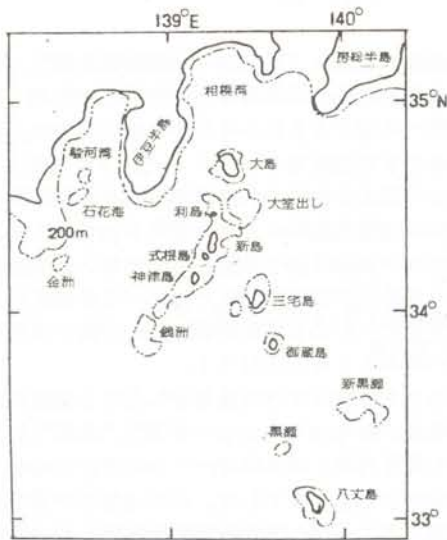 139°E
140°
房総半島
相模湾
35°N
伊豆半島
駿河湾
大島
石花海
利島
大室出し
200m
新島
式根島
金洲
神津島
三宅島
34°
銭洲
御蔵島
新黒瀬
黒瀬
八丈島
33°